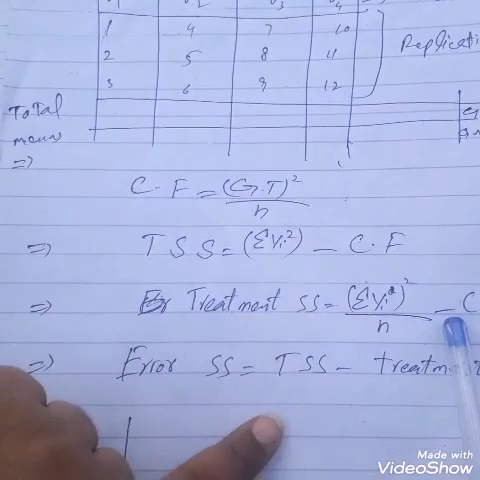 1 4 7 10
2 5 8 11 Replicati
3 6 9 12
Total
means
⇒
C.F = (G.T)²/n
⇒ TSS = (ΣYi²) - C.F
⇒ Treatment SS = (ΣYi)²/n - C
⇒ Error SS = TSS - treatm
Made with
VideoShow